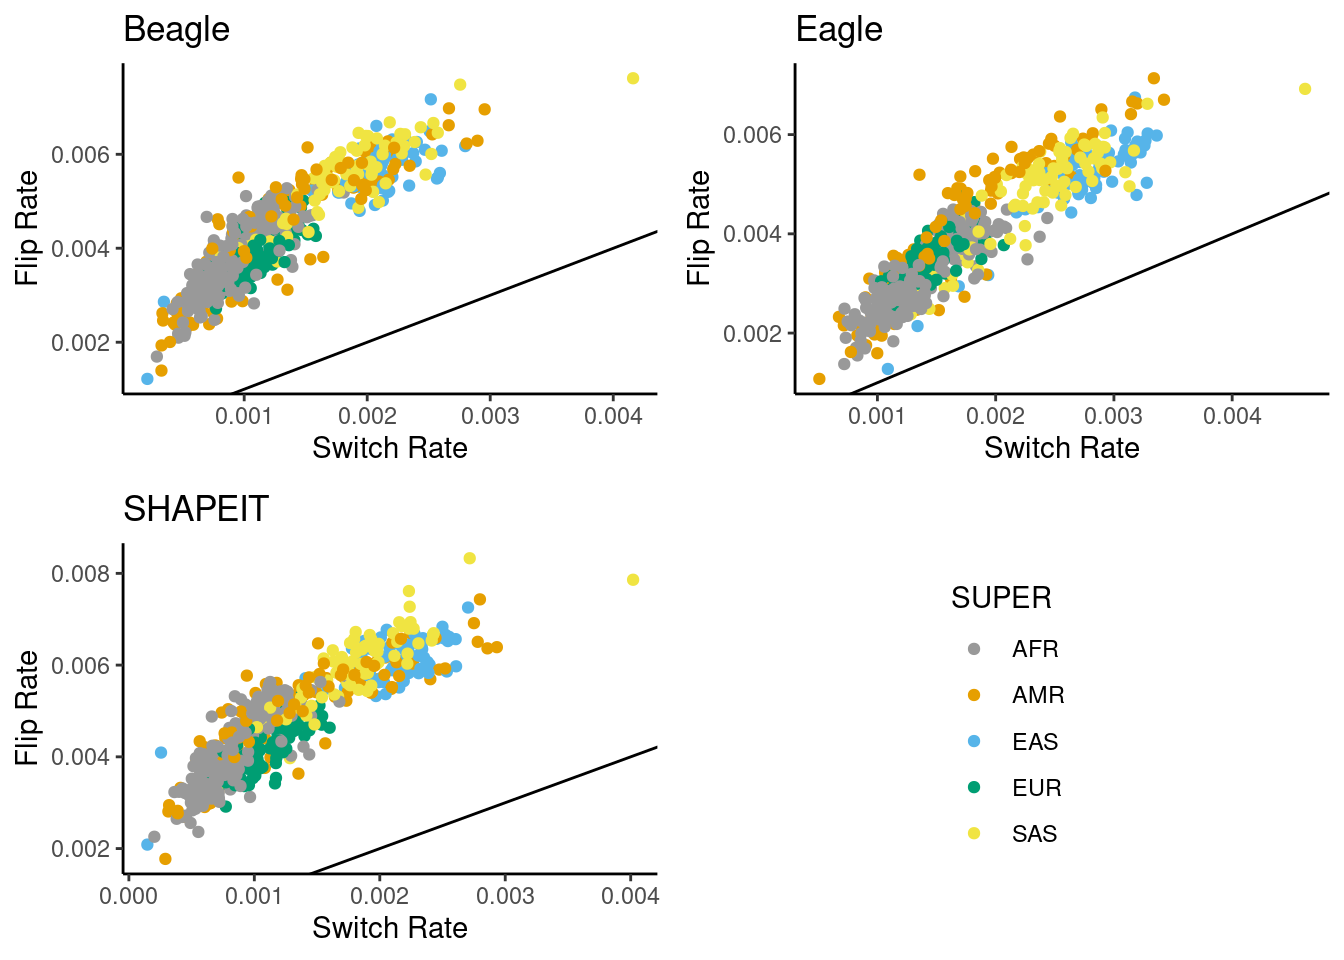 Beagle
Flip Rate
0.006
0.004
0.002
0.001 0.002 0.003 0.004
Switch Rate
Eagle
Flip Rate
0.006
0.004
0.002
0.001 0.002 0.003 0.004
Switch Rate
SHAPEIT
Flip Rate
0.008
0.006
0.004
0.002
0.000 0.001 0.002 0.003 0.004
Switch Rate
SUPER
AFR
AMR
EAS
EUR
SAS